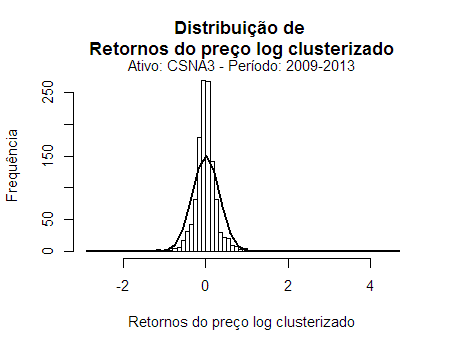 Distribuição de
Retornos do preço log clusterizado
Ativo: CSNA3 - Período: 2009-2013
Frequência
250
150
50
0
-2
0
2
4
Retornos do preço log clusterizado